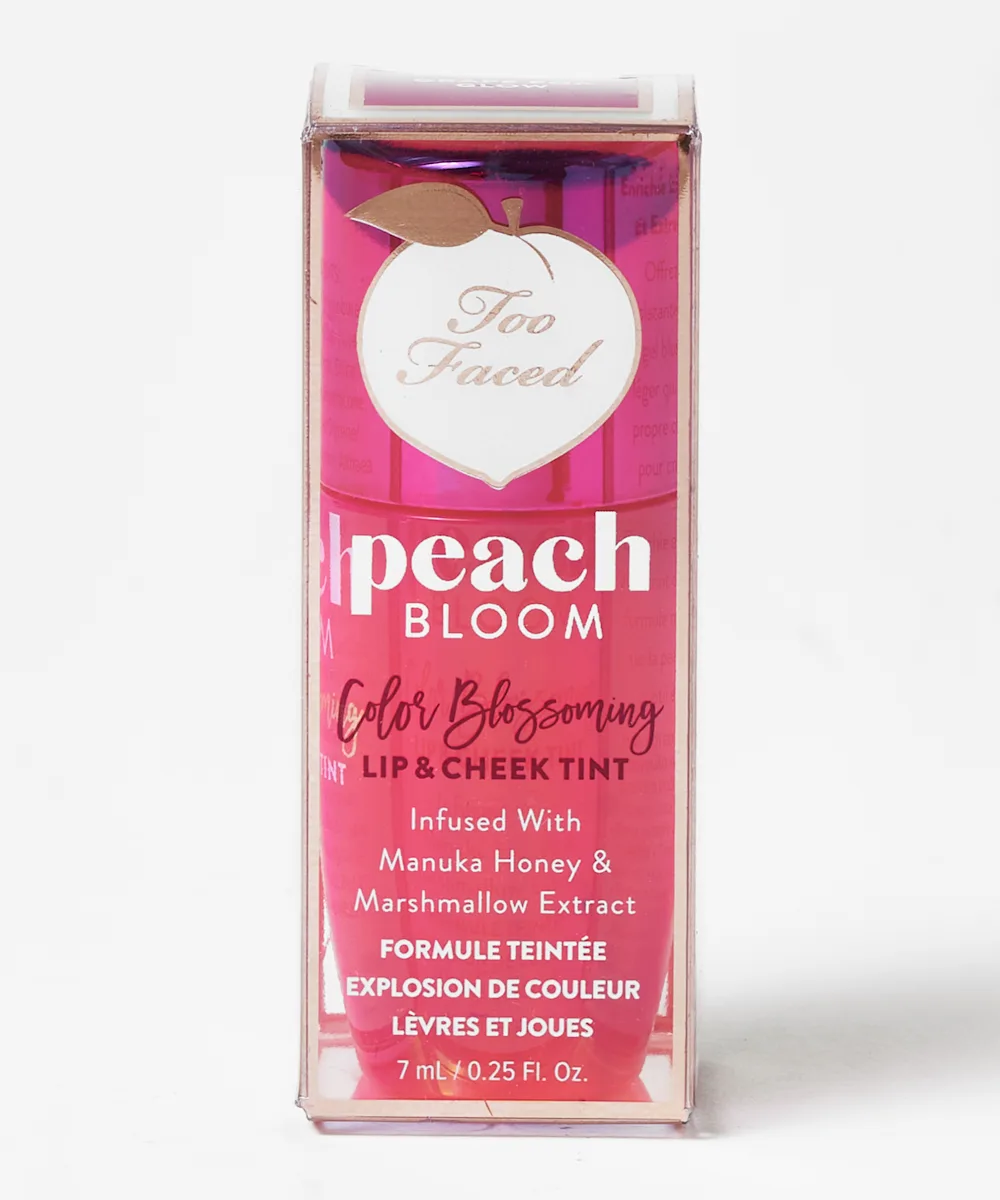 GLOW
Too
Faced
peach
BLOOM
Color Blossoming
LIP & CHEEK TINT
Infused With
Manuka Honey &
Marshmallow Extract
FORMULE TEINTÉE
EXPLOSION DE COULEUR
LÈVRES ET JOUES
7 mL / 0.25 Fl. Oz.